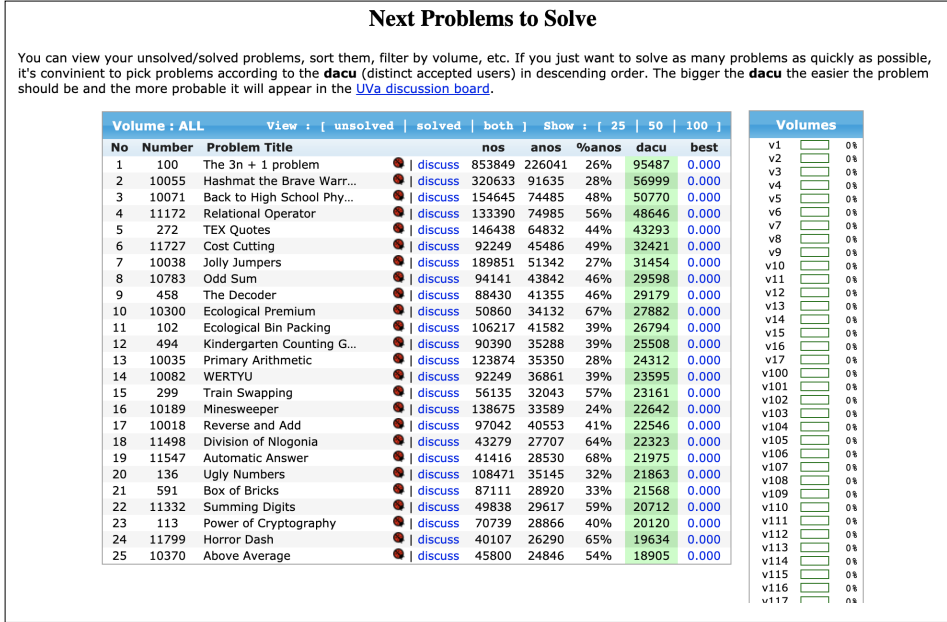 Next Problems to Solve
You can view your unsolved/solved problems, sort them, filter by volume, etc. If you just want to solve as many problems as quickly as possible,
it's convinient to pick problems according to the dacu (distinct accepted users) in descending order. The bigger the dacu the easier the problem
should be and the more probable it will appear in the UVa discussion board.
Volume : ALL View : [ unsolved | solved | both ] Show : [ 25 | 50 | 100 ]
No Number Problem Title nos anos %anos dacu best
1 100 The 3n + 1 problem | discuss 853849 226041 26% 95487 0.000
2 10055 Hashmat the Brave Warr... | discuss 320633 91635 28% 56999 0.000
3 10071 Back to High School Phy... | discuss 154645 74485 48% 50770 0.000
4 11172 Relational Operator | discuss 133390 74985 56% 48646 0.000
5 272 TEX Quotes | discuss 146438 64832 44% 43293 0.000
6 11727 Cost Cutting | discuss 92249 45486 49% 32421 0.000
7 10038 Jolly Jumpers | discuss 189851 51342 27% 31454 0.000
8 10783 Odd Sum | discuss 94141 43842 46% 29598 0.000
9 458 The Decoder | discuss 88430 41355 46% 29179 0.000
10 10300 Ecological Premium | discuss 50860 34132 67% 27882 0.000
11 102 Ecological Bin Packing | discuss 106217 41582 39% 26794 0.000
12 494 Kindergarten Counting G... | discuss 90390 35288 39% 25508 0.000
13 10035 Primary Arithmetic | discuss 123874 35350 28% 24312 0.000
14 10082 WERTYU | discuss 92249 36861 39% 23595 0.000
15 299 Train Swapping | discuss 56135 32043 57% 23161 0.000
16 10189 Minesweeper | discuss 138675 33589 24% 22642 0.000
17 10018 Reverse and Add | discuss 97042 40553 41% 22546 0.000
18 11498 Division of Nlogonia | discuss 43279 27707 64% 22323 0.000
19 11547 Automatic Answer | discuss 41416 28530 68% 21975 0.000
20 136 Ugly Numbers | discuss 108471 35145 32% 21863 0.000
21 591 Box of Bricks | discuss 87111 28920 33% 21568 0.000
22 11332 Summing Digits | discuss 49838 29617 59% 20712 0.000
23 113 Power of Cryptography | discuss 70739 28866 40% 20120 0.000
24 11799 Horror Dash | discuss 40107 26290 65% 19634 0.000
25 10370 Above Average | discuss 45800 24846 54% 18905 0.000
Volumes
v1 0%
v2 0%
v3 0%
v4 0%
v5 0%
v6 0%
v7 0%
v8 0%
v9 0%
v10 0%
v11 0%
v12 0%
v13 0%
v14 0%
v15 0%
v16 0%
v17 0%
v100 0%
v101 0%
v102 0%
v103 0%
v104 0%
v105 0%
v106 0%
v107 0%
v108 0%
v109 0%
v110 0%
v111 0%
v112 0%
v113 0%
v114 0%
v115 0%
v116 0%
v117 0%